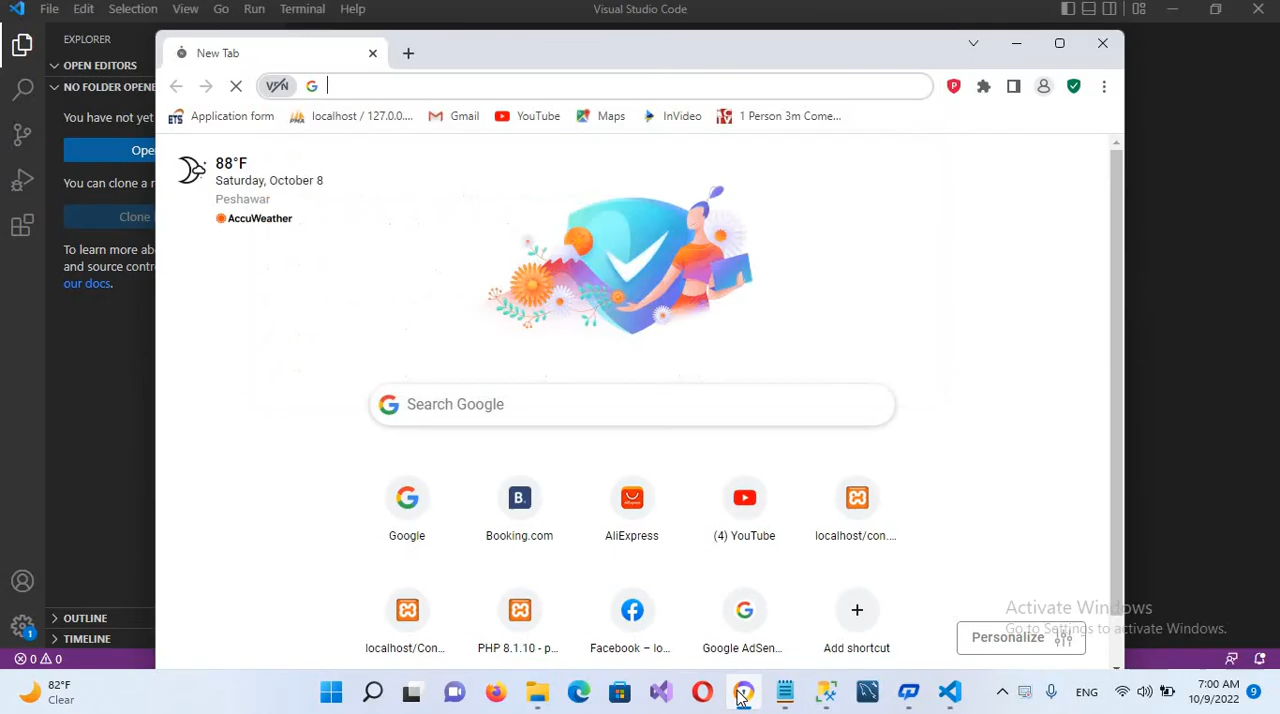 File Edit Selection View Go Run Terminal Help Visual Studio Code
EXPLORER
OPEN EDITORS
NO FOLDER OPENE
You have not yet
Ope
You can clone a r
Clone
To learn more abo
and source contr
our docs.
OUTLINE
TIMELINE
0 0
New Tab
VPN
ETS Application form
localhost / 127.0.0....
Gmail
YouTube
Maps
InVideo
1 Person 3m Come...
88°F
Saturday, October 8
Peshawar
AccuWeather
Search Google
Google
B. Booking.com
AliExpress
(4) YouTube
localhost/con....
localhost/Con...
PHP 8.1.10 - p...
Facebook – lo...
Google AdSen...
Add shortcut
Activate Windows
Go to Settings to activate Windows.
Personalize
82°F
Clear
ENG
7:00 AM
10/9/2022
9
1